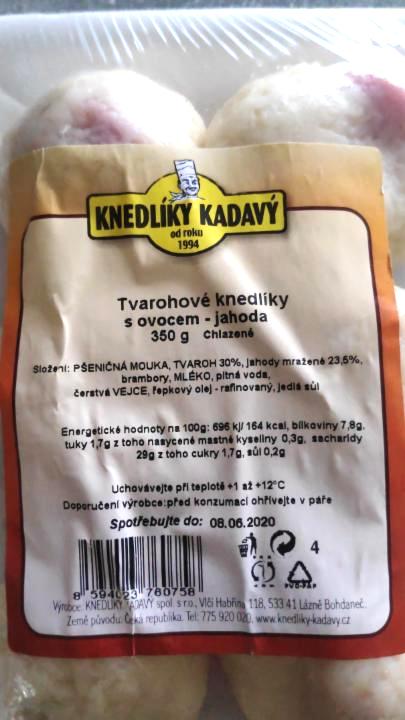 KNEDLÍKY KADAVÝ
od roku
1994
Tvarohové knedlíky
s ovocem - jahoda
350 g Chlazené
Složení: PŠENIČNÁ MOUKA, TVAROH 30%, jahody mražené 23,5%,
brambory, MLÉKO, pitná voda,
čerstvá VEJCE, řepkový olej - rafinovaný, jedlá sůl
Energetické hodnoty na 100g: 696 kj/ 164 kcal, bílkoviny 7,8g,
tuky 1,7g z toho nasycené mastné kyseliny 0,3g, sacharidy
29g z toho cukry 1,7g, sůl 0,2g
Uchovávejte při teplotě +1 až +12°C
Doporučení výrobce:před konzumací ohřívejte v páře
Spotřebujte do: 08.06.2020
4
8 594023 760758
PVC-PAP
Výrobce: KNEDLÍKY KADAVÝ spol. s r.o., Vlčí Habřina 118, 533 41 Lázně Bohdaneč.
Země původu: Česká republika. Tel: 775 920 020, www.knedliky-kadavy.cz